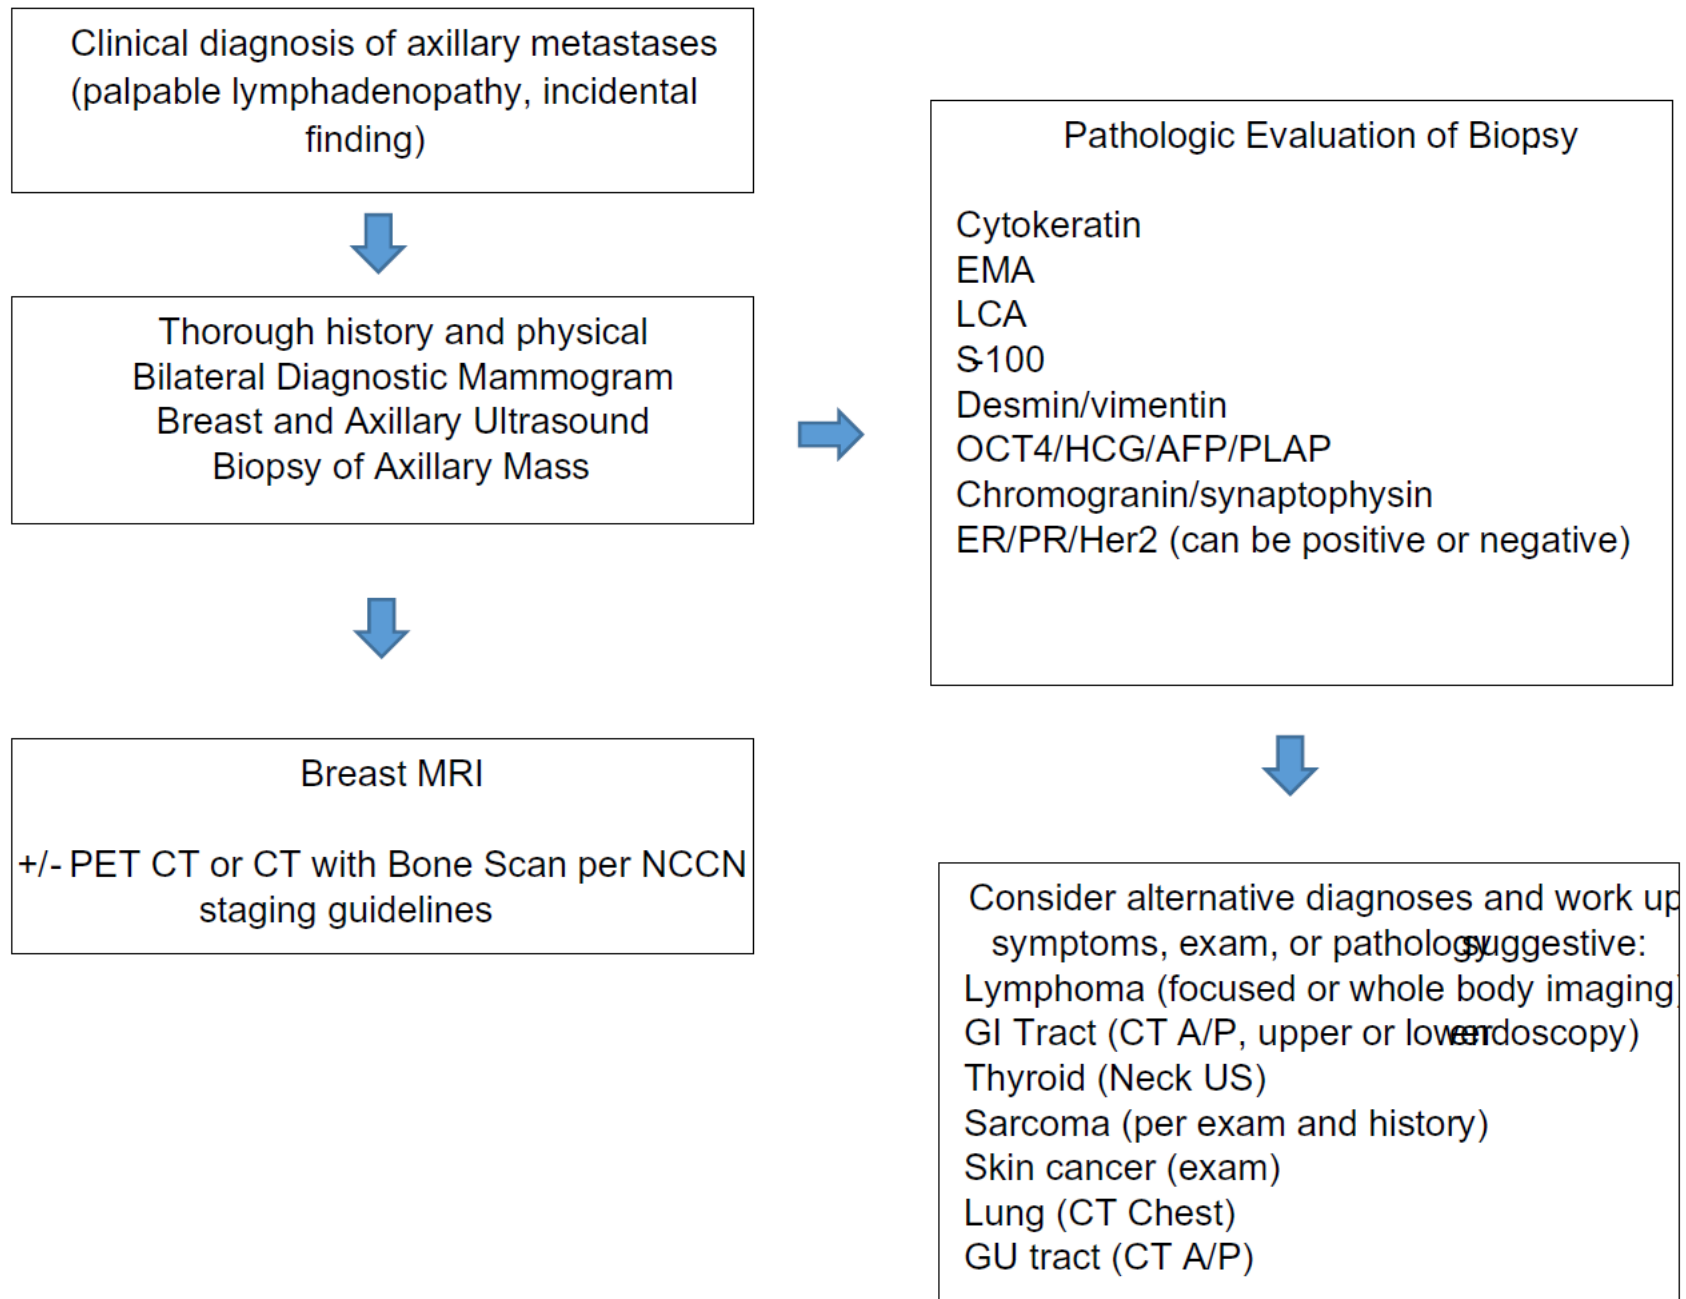 Clinical diagnosis of axillary metastases
(palpable lymphadenopathy, incidental
finding)
Thorough history and physical
Bilateral Diagnostic Mammogram
Breast and Axillary Ultrasound
Biopsy of Axillary Mass
Breast MRI
+/- PET CT or CT with Bone Scan per NCCN
staging guidelines
Pathologic Evaluation of Biopsy
Cytokeratin
EMA
LCA
S-100
Desmin/vimentin
OCT4/HCG/AFP/PLAP
Chromogranin/synaptophysin
ER/PR/Her2 (can be positive or negative)
Consider alternative diagnoses and work up
symptoms, exam, or pathology suggestive:
Lymphoma (focused or whole body imaging)
GI Tract (CT A/P, upper or lower endoscopy)
Thyroid (Neck US)
Sarcoma (per exam and history)
Skin cancer (exam)
Lung (CT Chest)
GU tract (CT A/P)